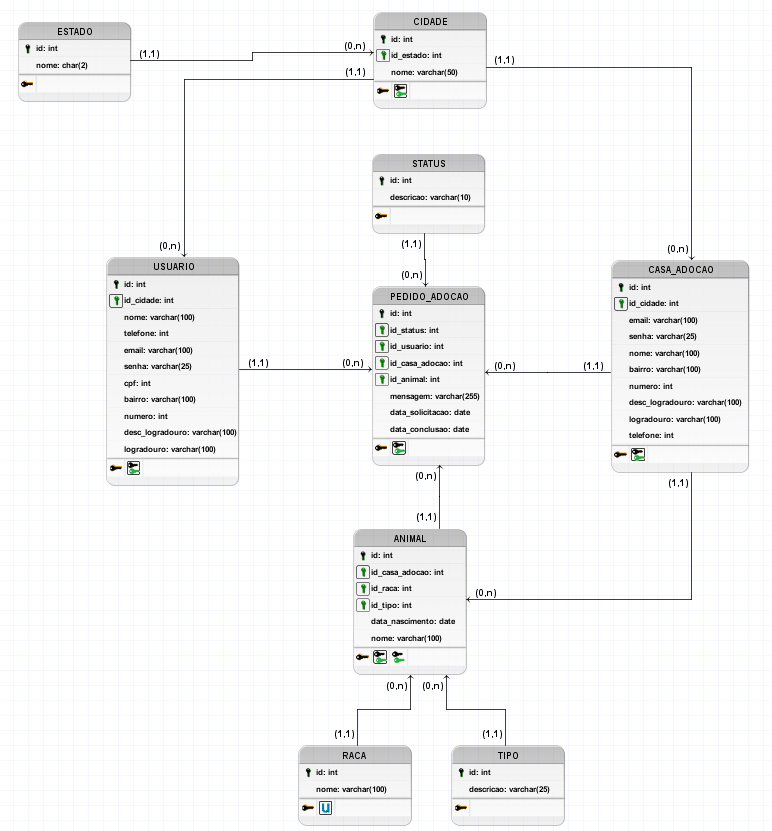 ESTADO
id: int
nome: char(2)
(1,1)
(0,n)
CIDADE
id: int
id_estado: int
nome: varchar(50)
(1,1)
(0,n)
(1,1)
(0,n)
STATUS
id: int
descricao: varchar(10)
(1,1)
(0,n)
USUARIO
id: int
id_cidade: int
nome: varchar(100)
telefone: int
email: varchar(100)
senha: varchar(25)
cpf: int
bairro: varchar(100)
numero: int
desc_logradouro: varchar(100)
logradouro: varchar(100)
(1,1)
(0,n)
PEDIDO_ADOCAO
id: int
id_status: int
id_usuario: int
id_casa_adocao: int
id_animal: int
mensagem: varchar(255)
data_solicitacao: date
data_conclusao: date
(0,n)
(1,1)
CASA_ADOCAO
id: int
id_cidade: int
email: varchar(100)
senha: varchar(25)
nome: varchar(100)
bairro: varchar(100)
numero: int
desc_logradouro: varchar(100)
logradouro: varchar(100)
telefone: int
(0,n)
(1,1)
(1,1)
(0,n)
ANIMAL
id: int
id_casa_adocao: int
id_raca: int
id_tipo: int
data_nascimento: date
nome: varchar(100)
(0,n)
(0,n)
(1,1)
(1,1)
RACA
id: int
nome: varchar(100)
U
TIPO
id: int
descricao: varchar(25)